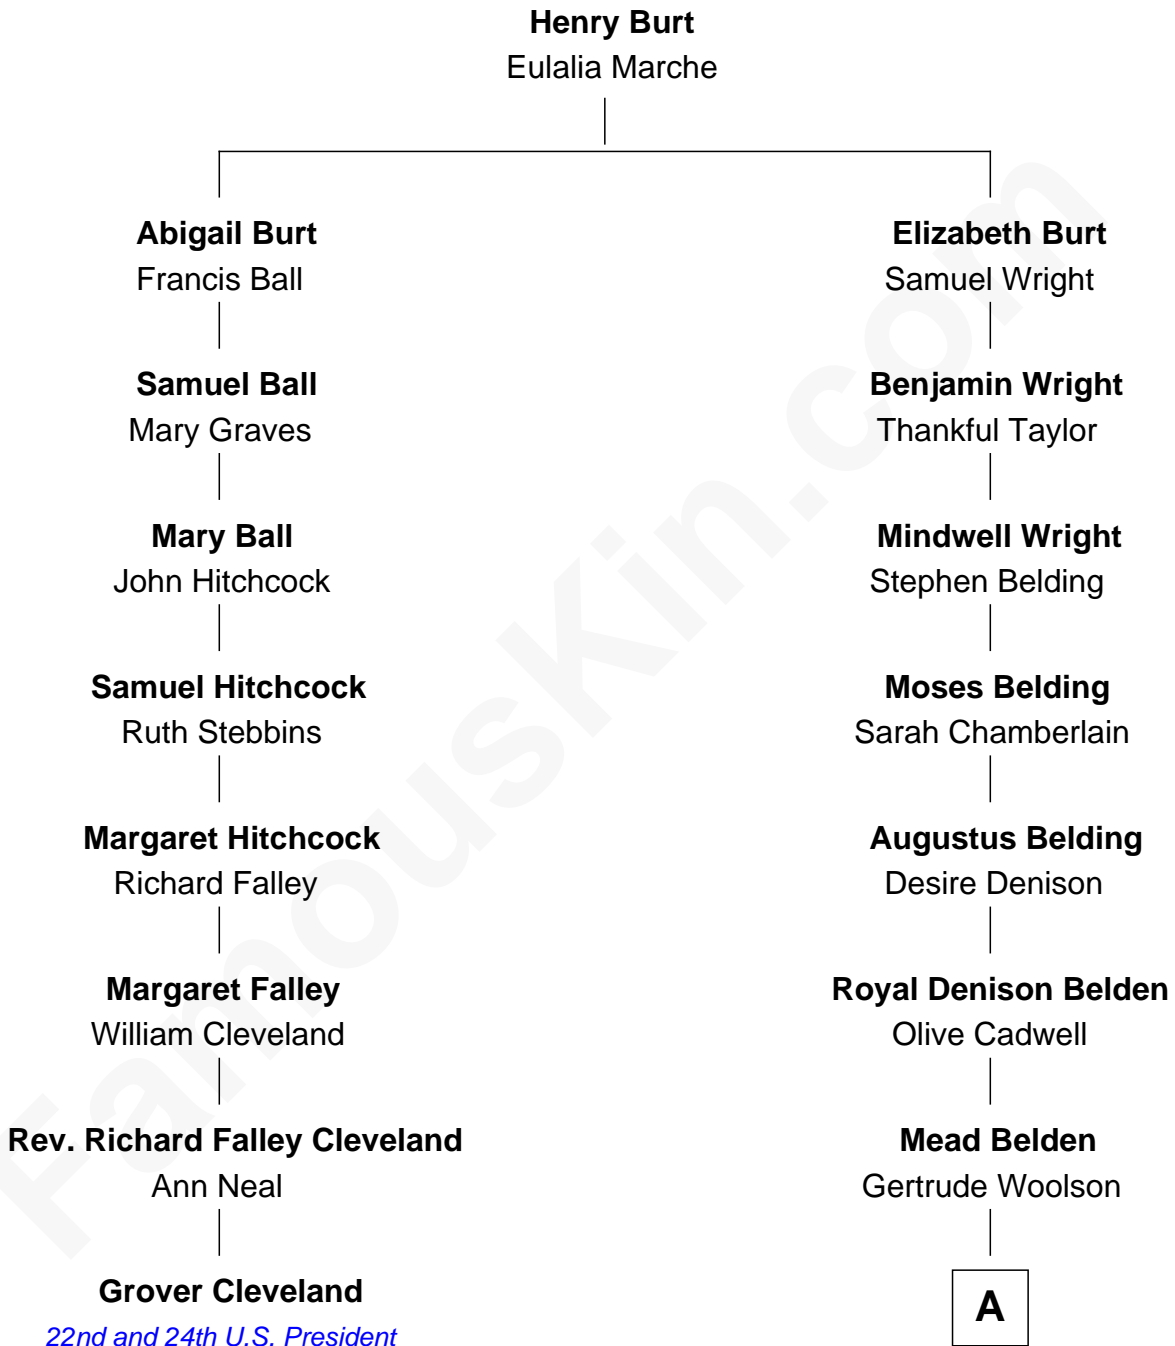 Henry Burt
Eulalia Marche
Abigail Burt
Francis Ball
Elizabeth Burt
Samuel Wright
Samuel Ball
Mary Graves
Benjamin Wright
Thankful Taylor
Mary Ball
John Hitchcock
Mindwell Wright
Stephen Belding
Samuel Hitchcock
Ruth Stebbins
Moses Belding
Sarah Chamberlain
Margaret Hitchcock
Richard Falley
Augustus Belding
Desire Denison
Margaret Falley
William Cleveland
Royal Denison Belden
Olive Cadwell
Rev. Richard Falley Cleveland
Ann Neal
Mead Belden
Gertrude Woolson
Grover Cleveland
22nd and 24th U.S. President
A
FamousKin.com